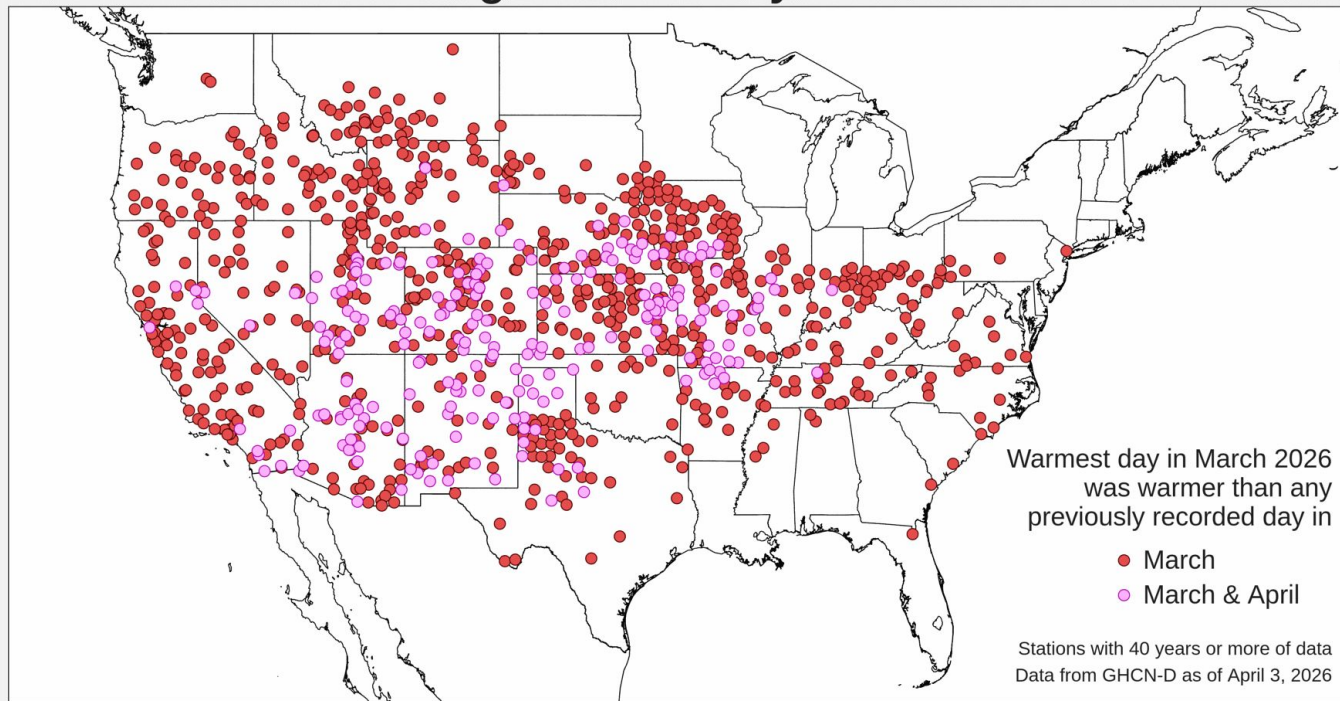 Warmest day in March 2026
was warmer than any
previously recorded day in
March
March & April
Stations with 40 years or more of data
Data from GHCN-D as of April 3, 2026